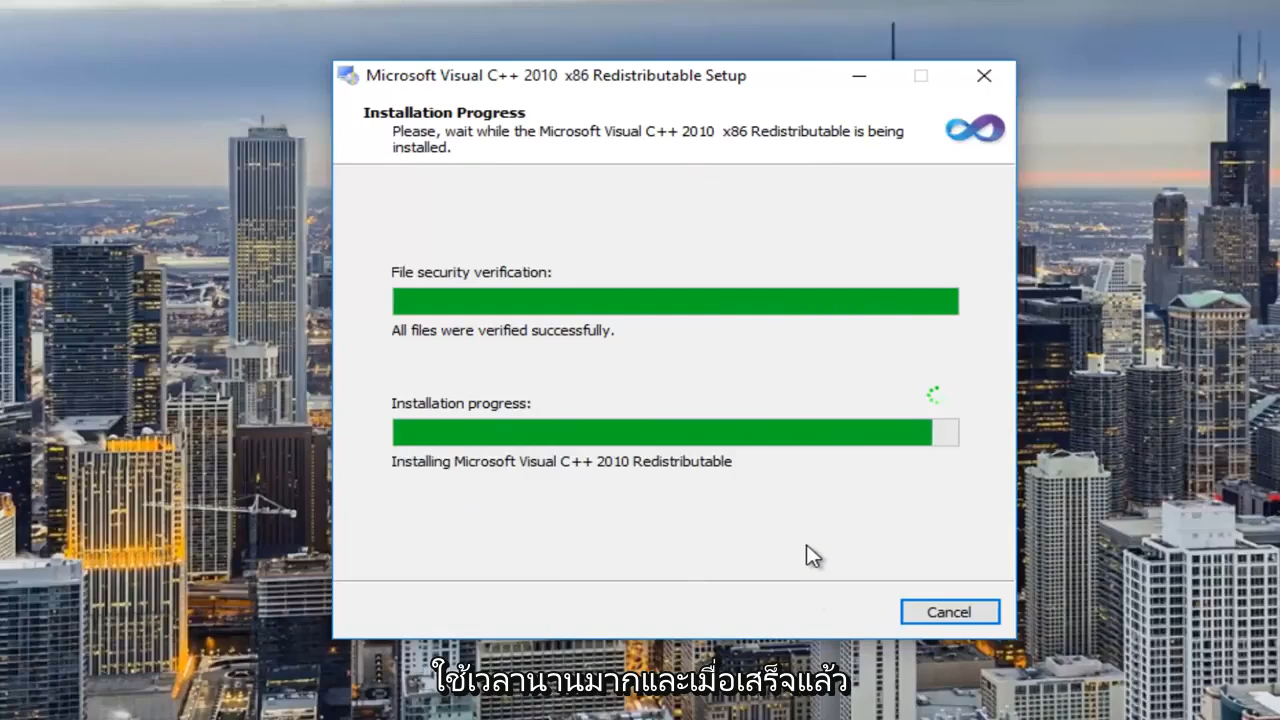 Microsoft Visual C++ 2010 x86 Redistributable Setup
Installation Progress
Please, wait while the Microsoft Visual C++ 2010 x86 Redistributable is being
installed.
File security verification:
All files were verified successfully.
Installation progress:
Installing Microsoft Visual C++ 2010 Redistributable
Cancel
ใช้เวลานานมากและเมื่อเสร็จแล้ว